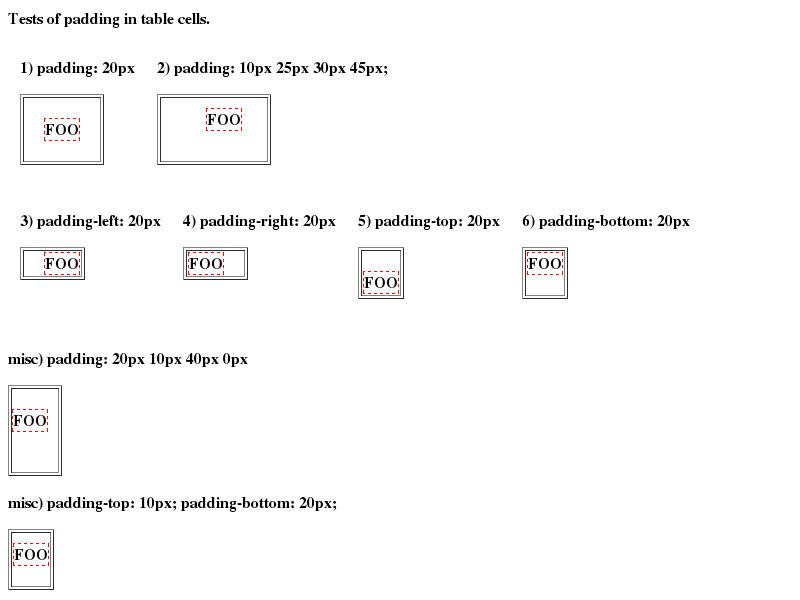 Tests of padding in table cells.
1) padding: 20px 2) padding: 10px 25px 30px 45px;
FOO FOO
3) padding-left: 20px 4) padding-right: 20px 5) padding-top: 20px 6) padding-bottom: 20px
FOO FOO FOO FOO
misc) padding: 20px 10px 40px 0px
FOO
misc) padding-top: 10px; padding-bottom: 20px;
FOO